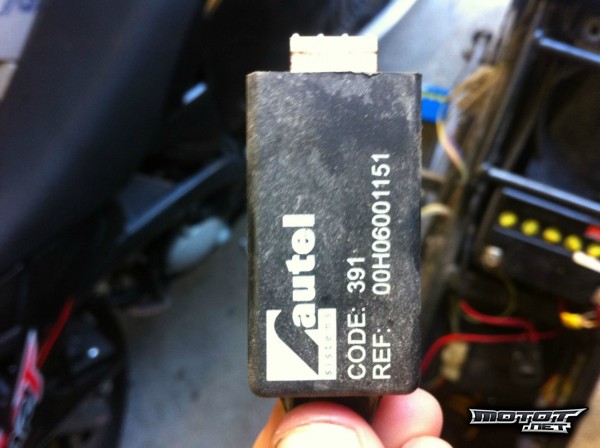 autel
systems
CODE: 391
REF: 00H06001151
MOTOT
.NET